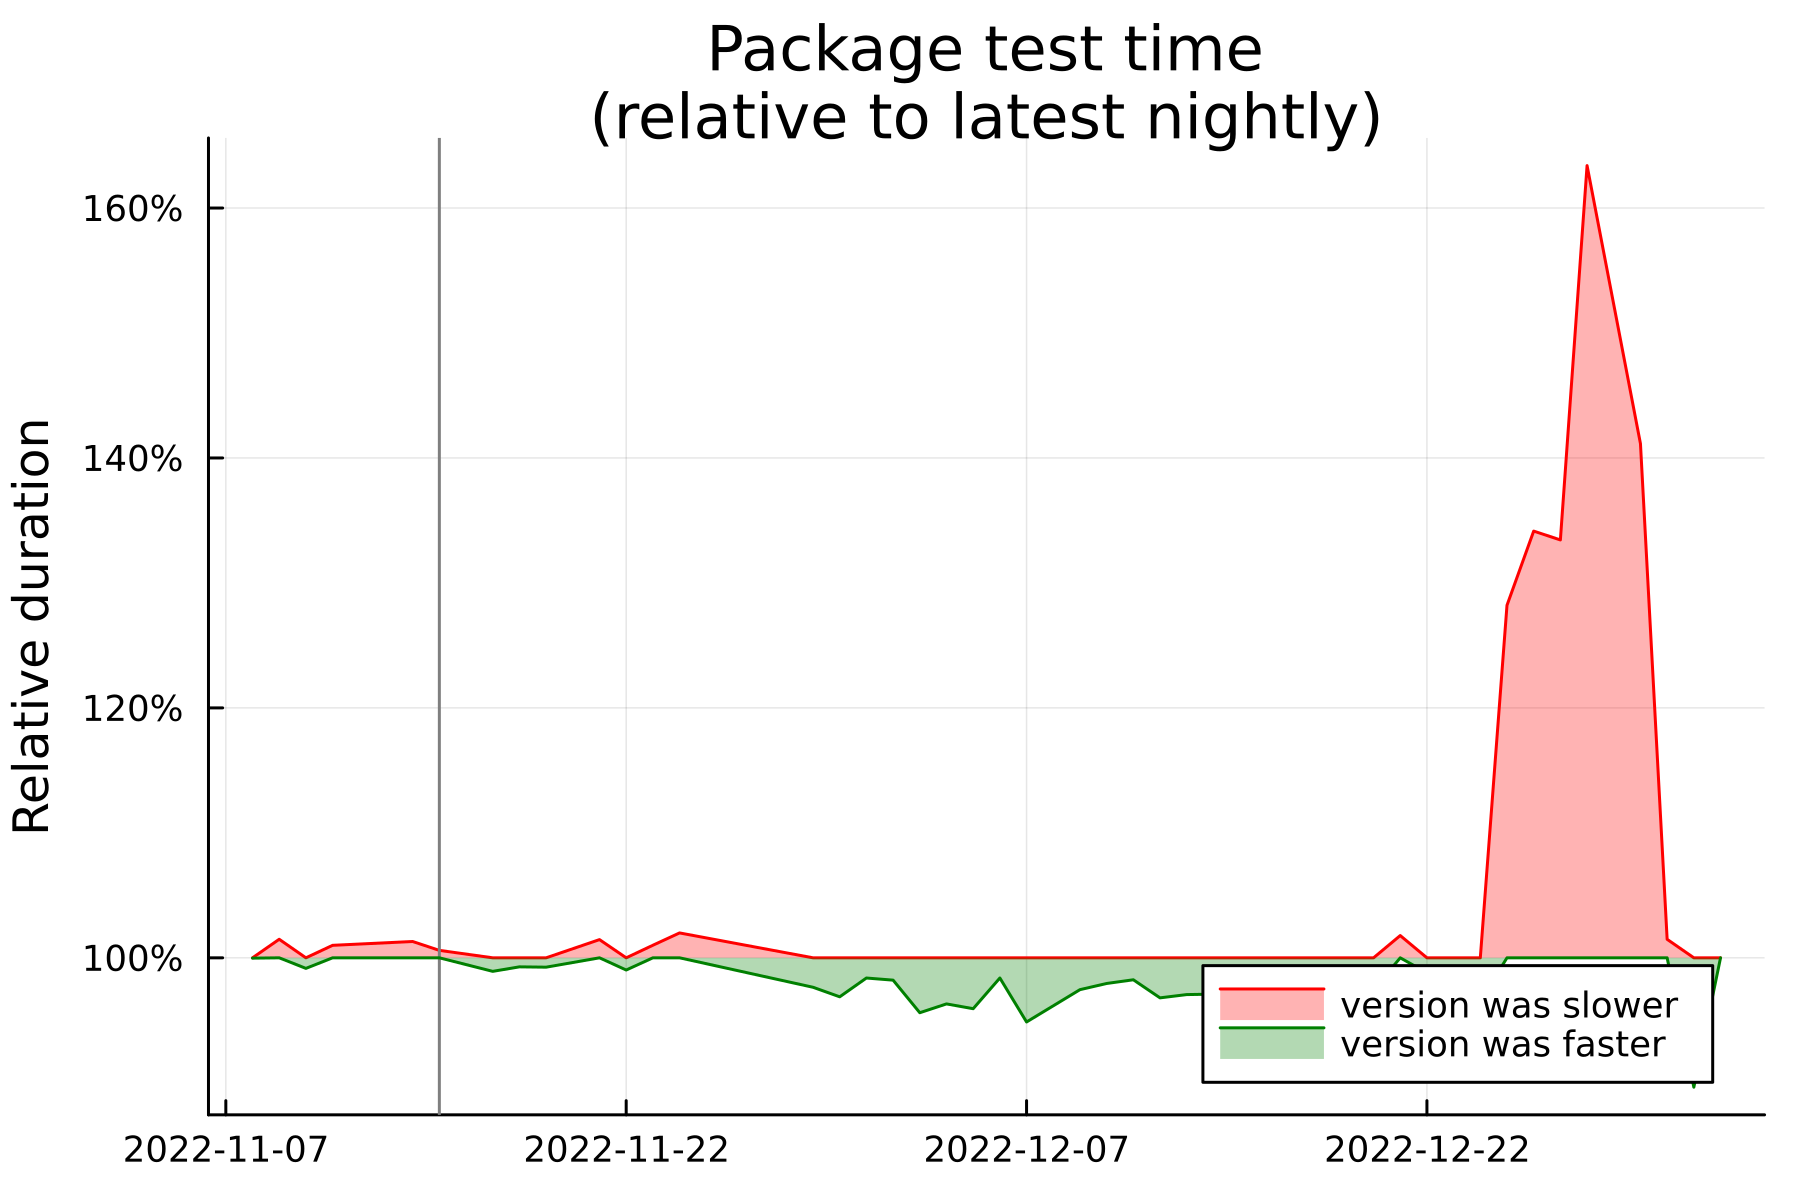 Package test time
(relative to latest nightly)
Relative duration
160%
140%
120%
100%
version was slower
version was faster
2022-11-07
2022-11-22
2022-12-07
2022-12-22